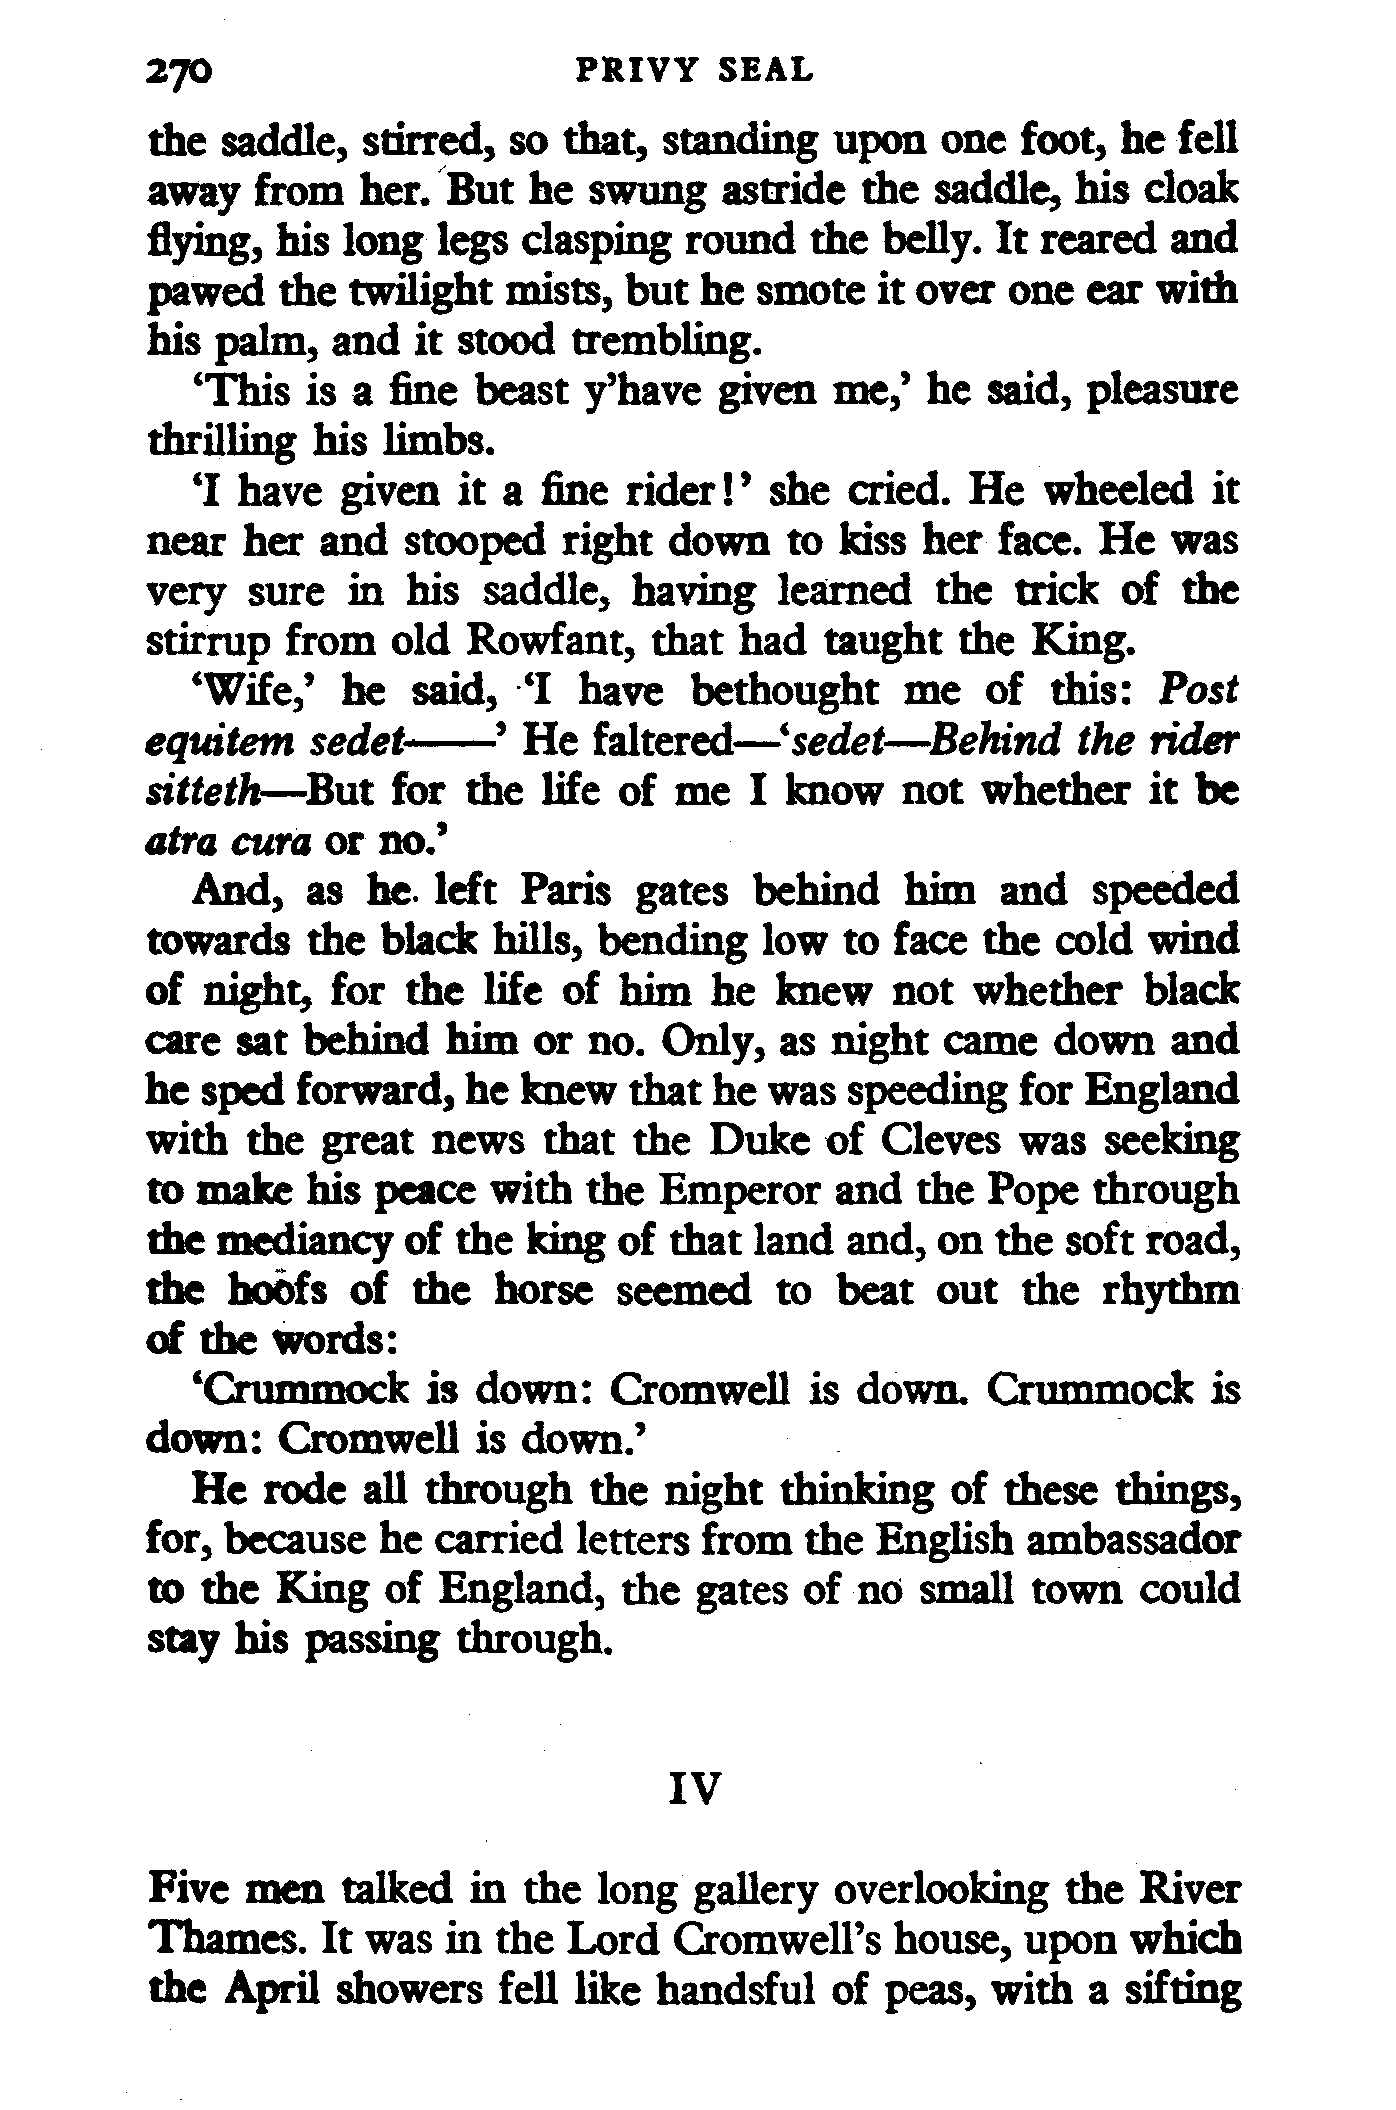 270 PRIVY SEAL
the saddle, stirred, so that, standing upon one foot, he fell
away from her. But he swung astride the saddle, his cloak
flying, his long legs clasping round the belly. It reared and
pawed the twilight mists, but he smote it over one ear with
his palm, and it stood trembling.
‘This is a fine beast y’have given me,’ he said, pleasure
thrilling his limbs.
‘I have given it a fine rider!’ she cried. He wheeled it
near her and stooped right down to kiss her face. He was
very sure in his saddle, having learned the trick of the
stirrup from old Rowfant, that had taught the King.
‘Wife,’ he said, ‘I have bethought me of this: Post
equitem sedet——’ He faltered—‘sedet—Behind the rider
sitteth—But for the life of me I know not whether it be
atra cura or no.’
And, as he left Paris gates behind him and speeded
towards the black hills, bending low to face the cold wind
of night, for the life of him he knew not whether black
care sat behind him or no. Only, as night came down and
he sped forward, he knew that he was speeding for England
with the great news that the Duke of Cleves was seeking
to make his peace with the Emperor and the Pope through
the mediancy of the king of that land and, on the soft road,
the hoofs of the horse seemed to beat out the rhythm
of the words:
‘Crummock is down: Cromwell is down. Crummock is
down: Cromwell is down.’
He rode all through the night thinking of these things,
for, because he carried letters from the English ambassador
to the King of England, the gates of no small town could
stay his passing through.
IV
Five men talked in the long gallery overlooking the River
Thames. It was in the Lord Cromwell’s house, upon which
the April showers fell like handsful of peas, with a sifting